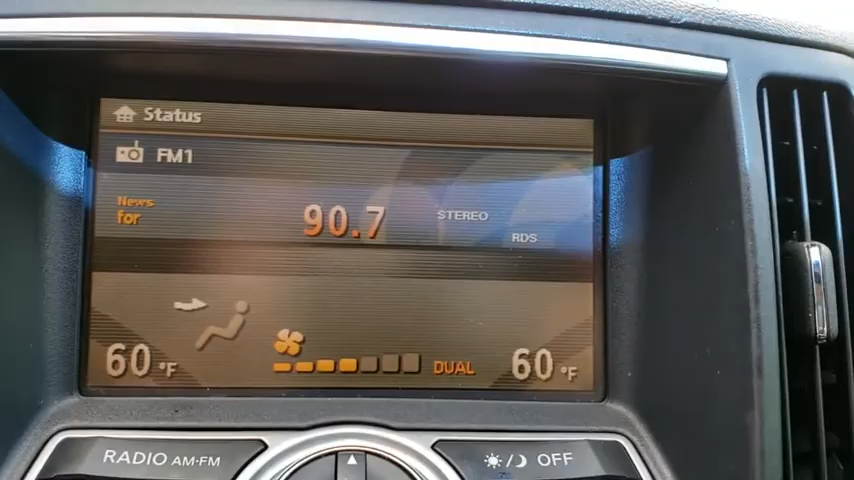 Status
FM1
News
for
90.7
STEREO
RDS
60 °F
DUAL
60 °F
RADIO AM·FM
OFF